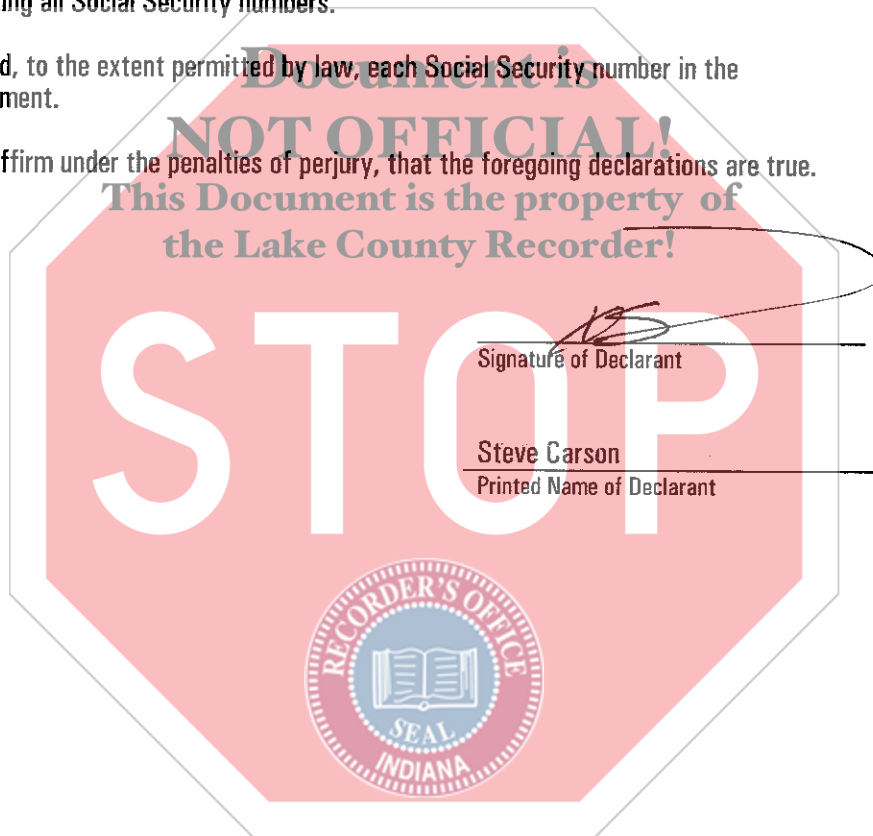 ing all Social Security numbers.
d, to the extent permitted by law, each Social Security number in the
ment.
ffirm under the penalties of perjury, that the foregoing declarations are true.
Document is
NOT OFFICIAL!
This Document is the property of
the Lake County Recorder!
STOP
Signature of Declarant
Steve Carson
Printed Name of Declarant
RECORDER'S OFFICE
SEAL
INDIANA